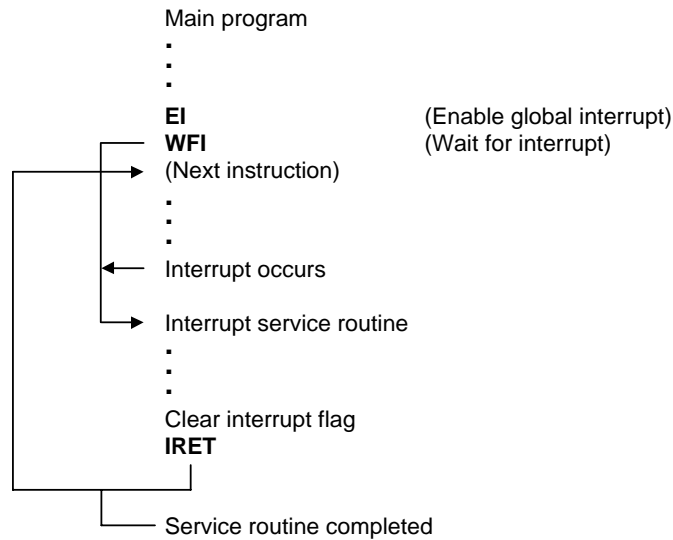 Main program
.
.
.
EI (Enable global interrupt)
WFI (Wait for interrupt)
(Next instruction)
.
.
.
Interrupt occurs
Interrupt service routine
.
.
.
Clear interrupt flag
IRET
Service routine completed